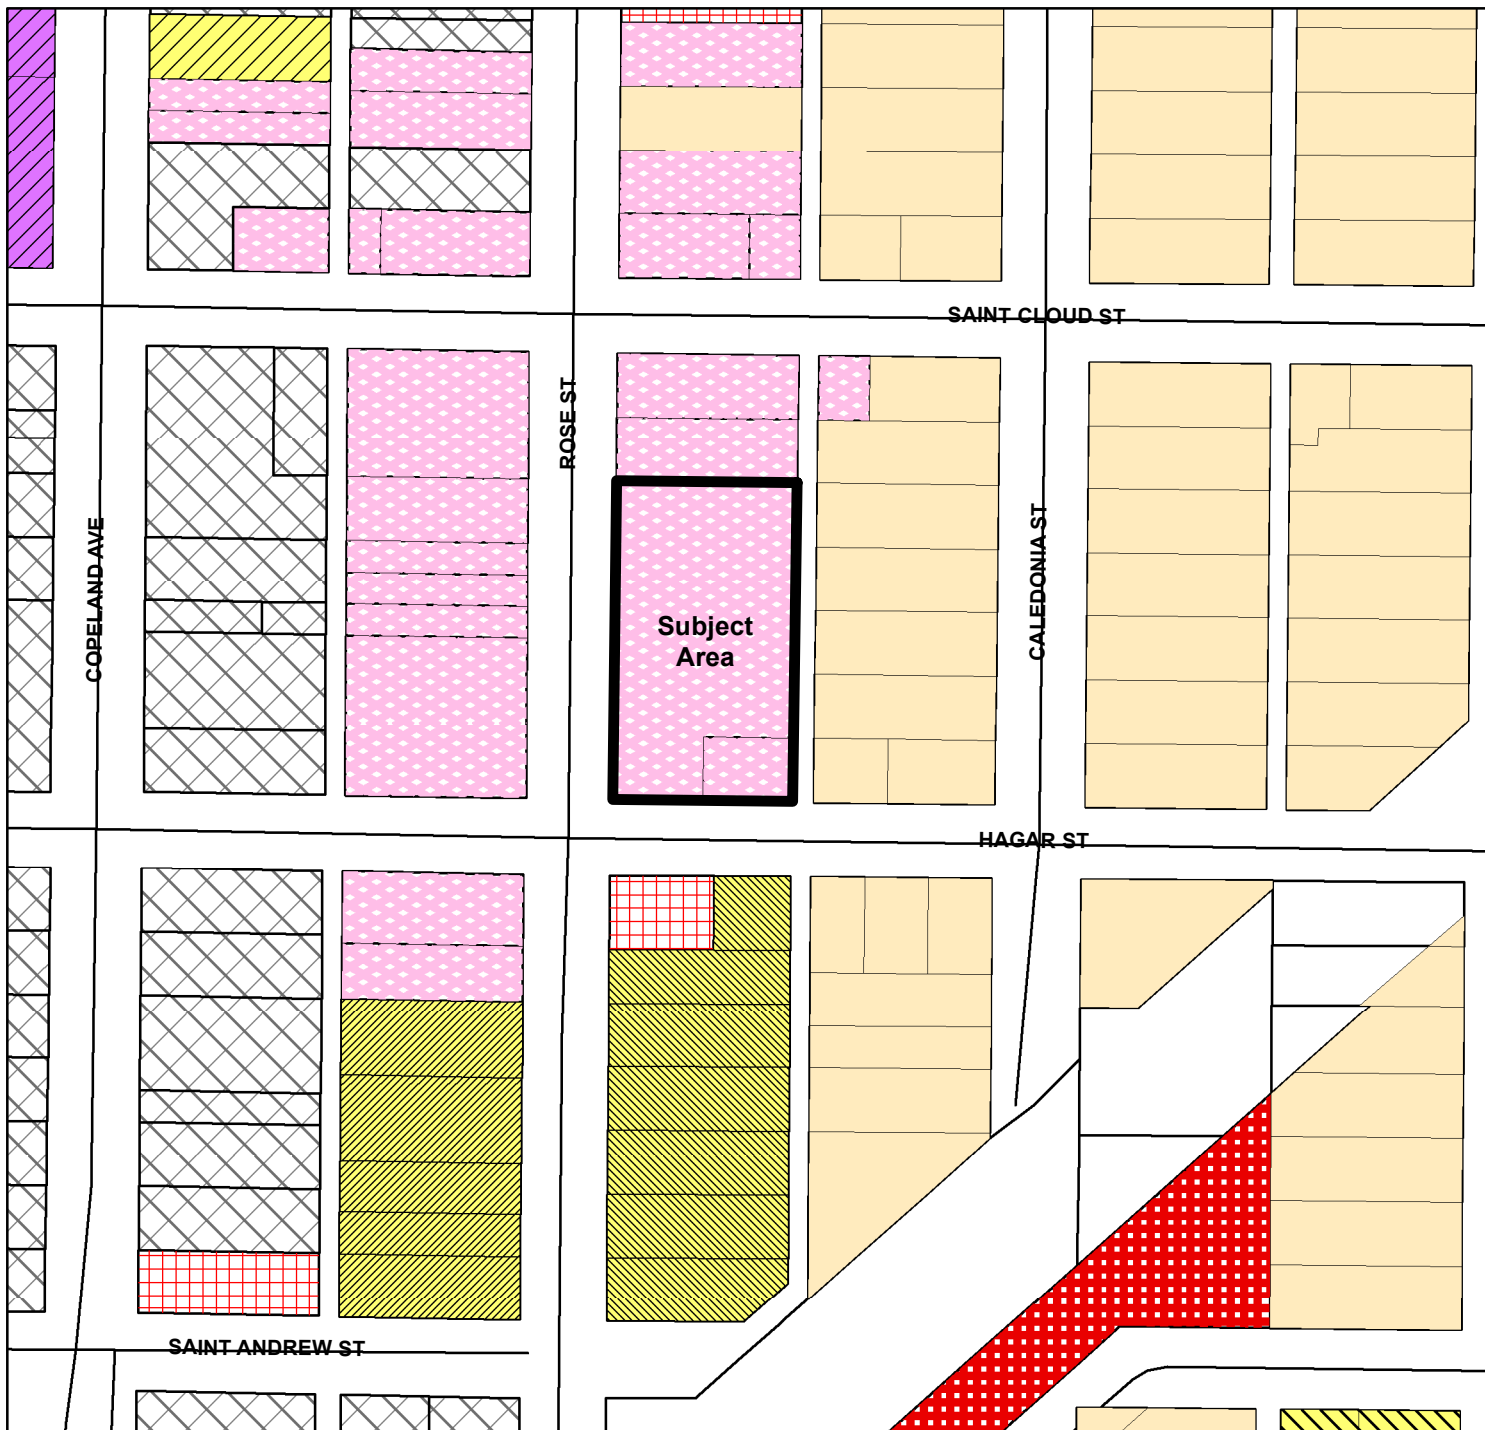 SAINT CLOUD ST
ROSE ST
COPELAND AVE
CALEDONIA ST
Subject
Area
HAGAR ST
SAINT ANDREW ST